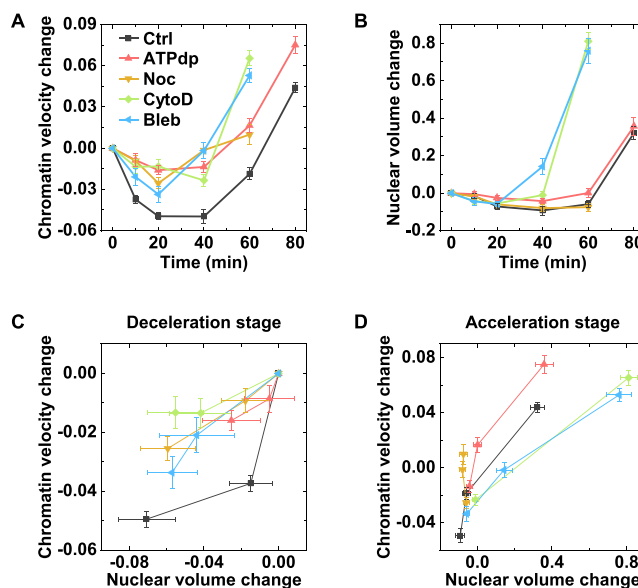 A
Chromatin velocity change
0.09
0.06
0.03
0.00
-0.03
-0.06
Ctrl
ATPdp
Noc
CytoD
Bleb
0 20 40 60 80
Time (min)
B
Nuclear volume change
0.8
0.6
0.4
0.2
0.0
-0.2
0 20 40 60 80
Time (min)
C
Deceleration stage
Chromatin velocity change
-0.00
-0.02
-0.04
-0.06
-0.08 -0.04 0.00
Nuclear volume change
D
Acceleration stage
Chromatin velocity change
0.08
0.04
0.00
-0.04
0.0 0.4 0.8
Nuclear volume change